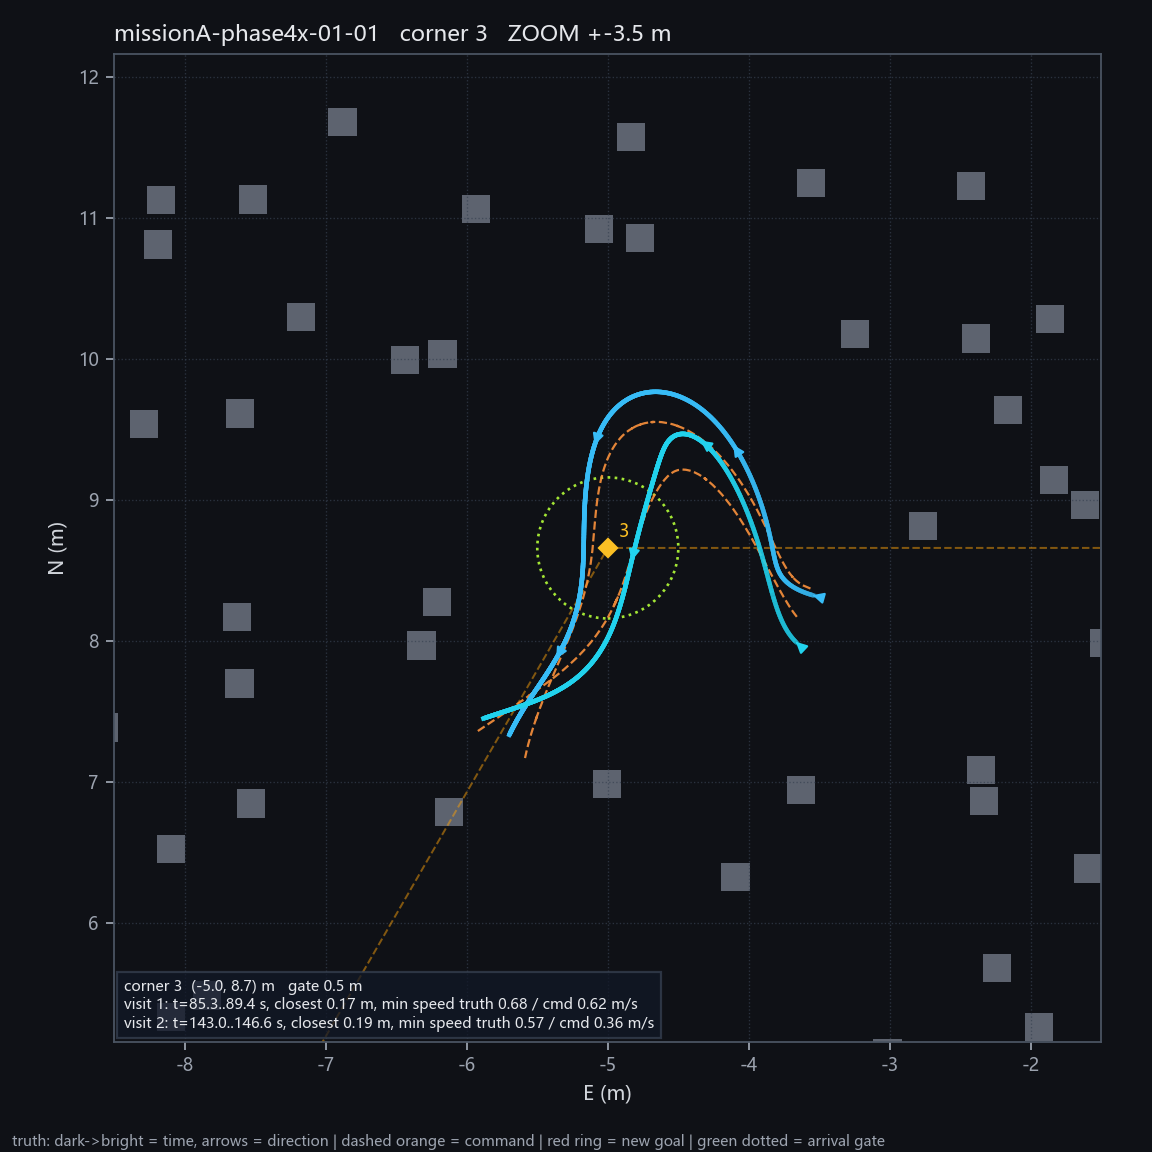 missionA-phase4x-01-01   corner 3   ZOOM +-3.5 m
12
11
10
9
8
7
6
N (m)
3
corner 3  (-5.0, 8.7) m   gate 0.5 m
visit 1: t=85.3..89.4 s, closest 0.17 m, min speed truth 0.68 / cmd 0.62 m/s
visit 2: t=143.0..146.6 s, closest 0.19 m, min speed truth 0.57 / cmd 0.36 m/s
-8 -7 -6 -5 -4 -3 -2
E (m)
truth: dark->bright = time, arrows = direction | dashed orange = command | red ring = new goal | green dotted = arrival gate